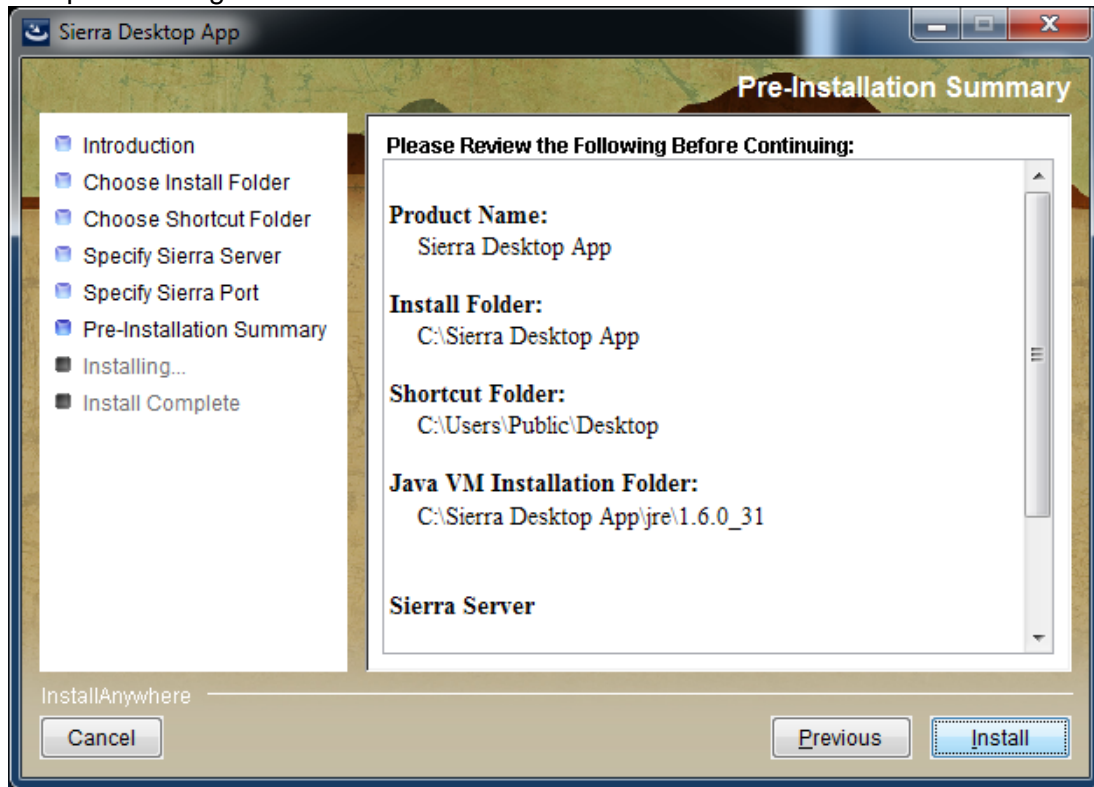 Sierra Desktop App
Pre-Installation Summary
Introduction
Choose Install Folder
Choose Shortcut Folder
Specify Sierra Server
Specify Sierra Port
Pre-Installation Summary
Installing...
Install Complete
Please Review the Following Before Continuing:
Product Name:
Sierra Desktop App
Install Folder:
C:\Sierra Desktop App
Shortcut Folder:
C:\Users\Public\Desktop
Java VM Installation Folder:
C:\Sierra Desktop App\jre\1.6.0_31
Sierra Server
InstallAnywhere
Cancel
Previous
Install